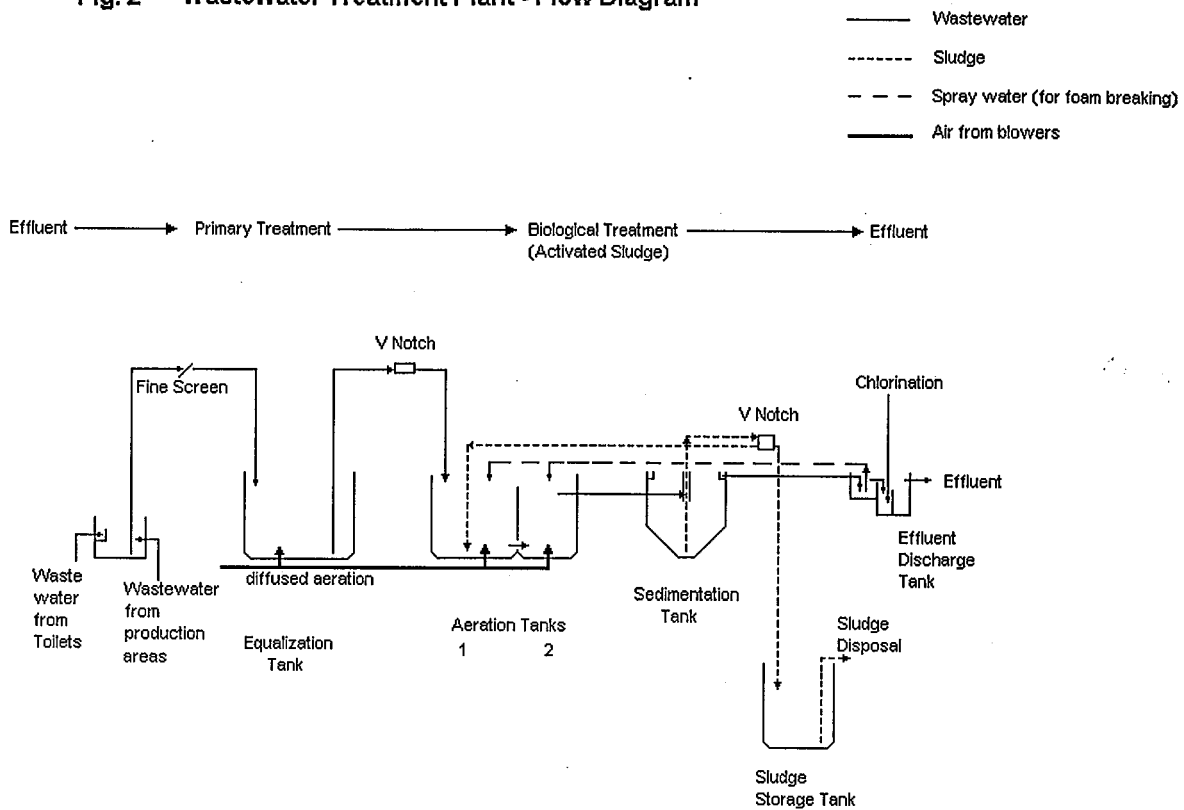 Fig. 2 Wastewater Treatment Plant - Flow Diagram
Wastewater
Sludge
Spray water (for foam breaking)
Air from blowers
Effluent Primary Treatment Biological Treatment Effluent
(Activated Sludge)
V Notch
Fine Screen
Chlorination
V Notch
Effluent
Effluent
Discharge
Tank
diffused aeration
Waste
water
from
Toilets
Wastewater
from
production
areas
Equalization
Tank
Aeration Tanks
1 2
Sedimentation
Tank
Sludge
Disposal
Sludge
Storage Tank